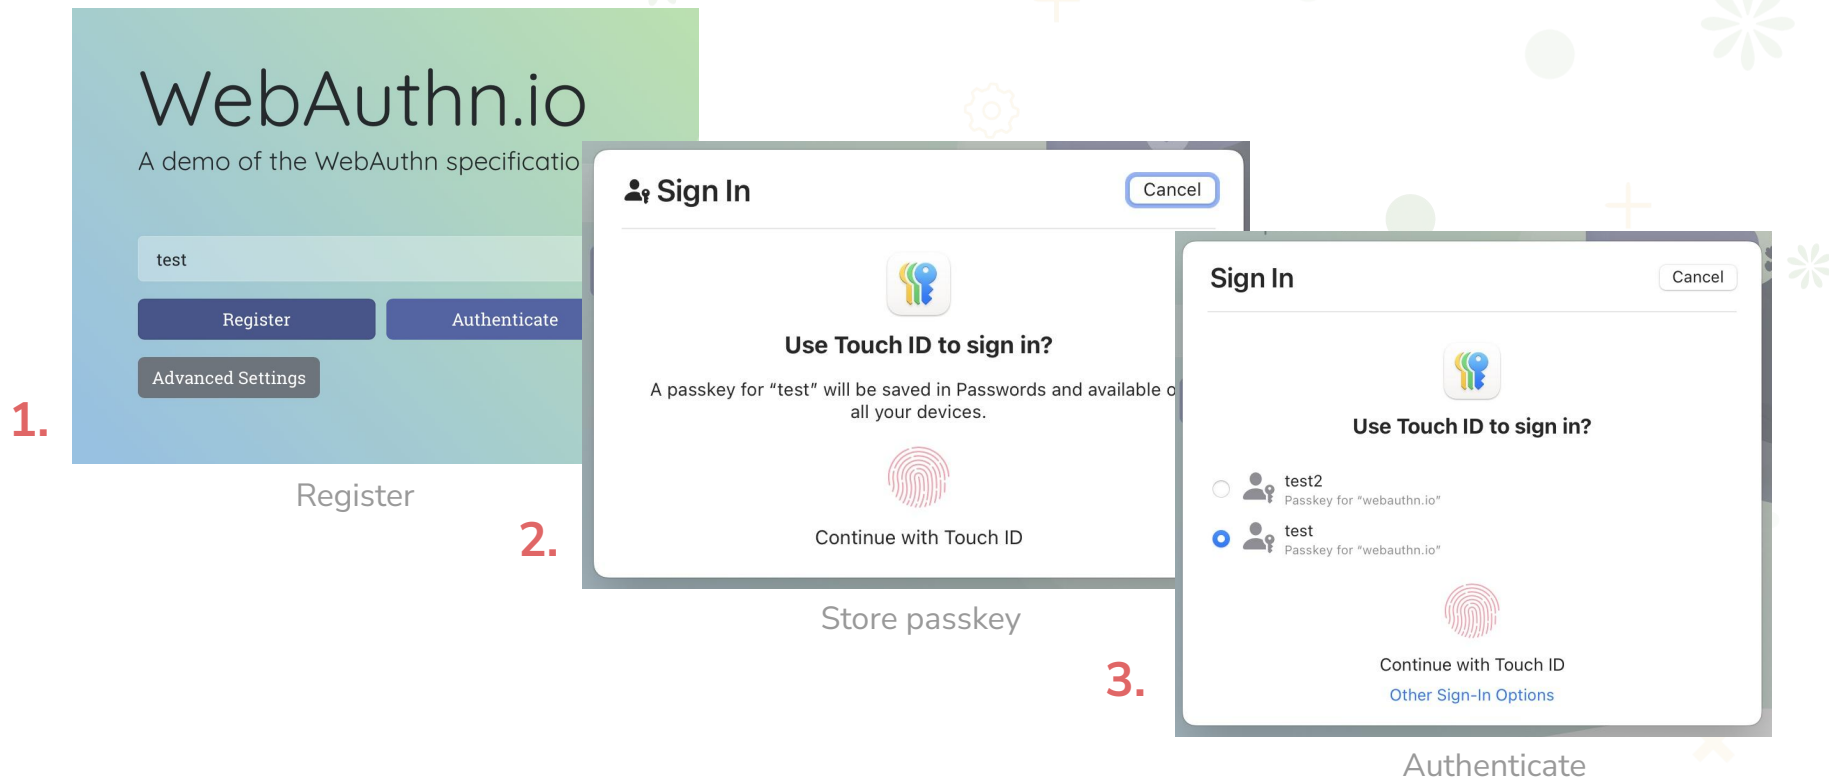 WebAuthn.io
A demo of the WebAuthn specificatio
test
Register
Authenticate
Advanced Settings
1.
Register
Sign In
Cancel
Use Touch ID to sign in?
A passkey for “test” will be saved in Passwords and available o
all your devices.
Continue with Touch ID
2.
Store passkey
Sign In
Cancel
Use Touch ID to sign in?
test2
Passkey for “webauthn.io”
test
Passkey for “webauthn.io”
Continue with Touch ID
Other Sign-In Options
3.
Authenticate